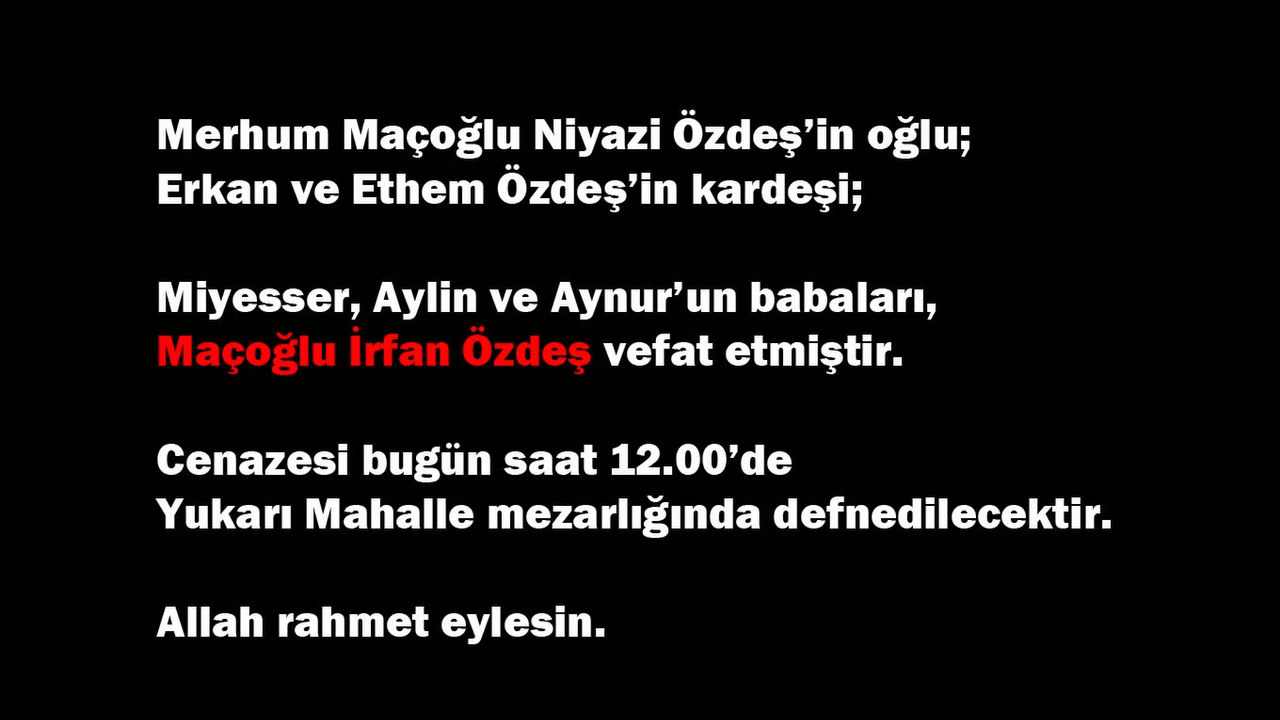 Merhum Maçoğlu Niyazi Özdeş’in oğlu;
Erkan ve Ethem Özdeş’in kardeşi;
Miyesser, Aylin ve Aynur’un babaları,
Maçoğlu İrfan Özdeş vefat etmiştir.
Cenazesi bugün saat 12.00’de
Yukarı Mahalle mezarlığında defnedilecektir.
Allah rahmet eylesin.